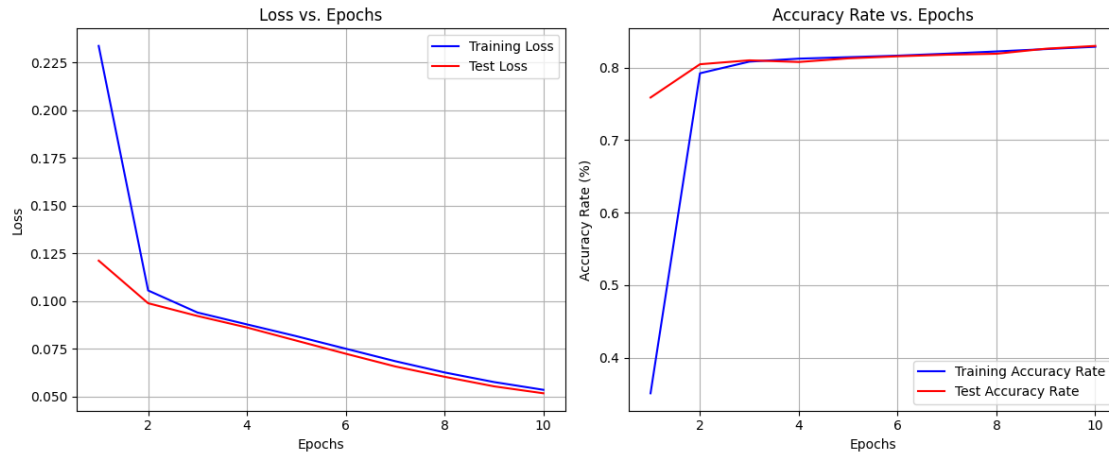 Loss vs. Epochs
Training Loss
Test Loss
0.225
0.200
0.175
0.150
0.125
0.100
0.075
0.050
Loss
2
4
6
8
10
Epochs
Accuracy Rate vs. Epochs
0.8
0.7
0.6
0.5
0.4
Accuracy Rate (%)
Training Accuracy Rate
Test Accuracy Rate
2
4
6
8
10
Epochs